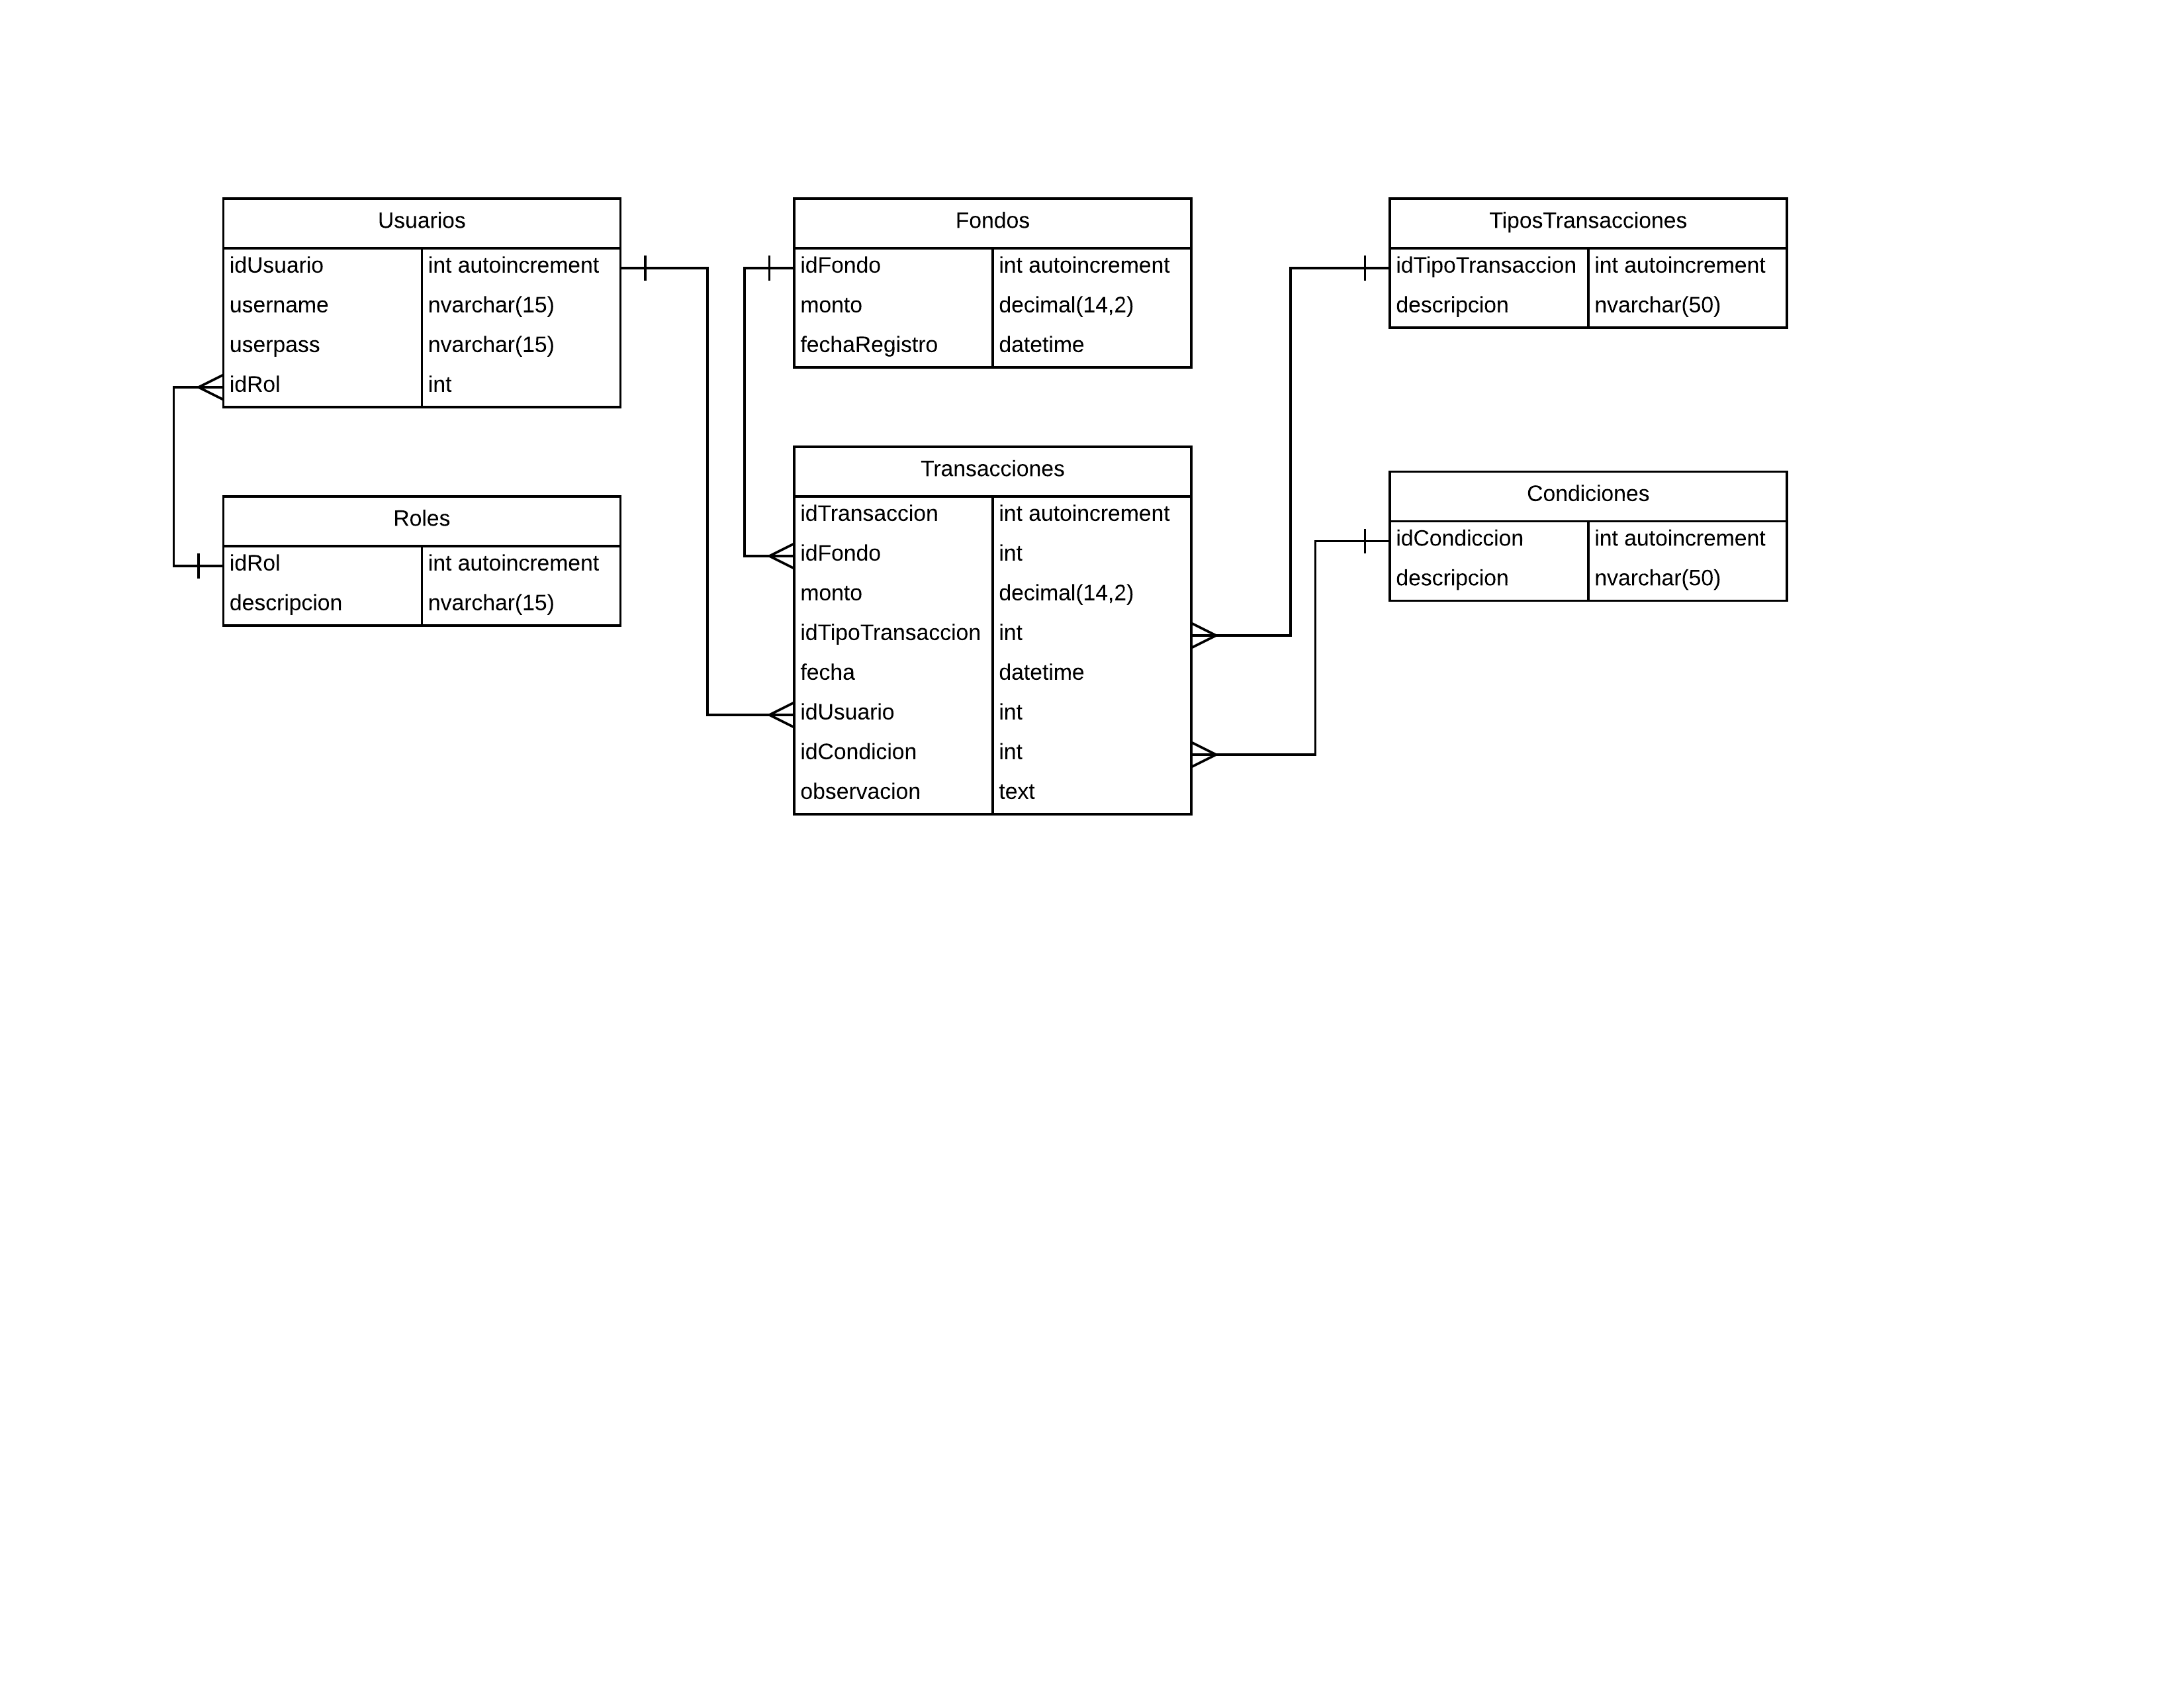 Usuarios
idUsuario int autoincrement
username nvarchar(15)
userpass nvarchar(15)
idRol int
Roles
idRol int autoincrement
descripcion nvarchar(15)
Fondos
idFondo int autoincrement
monto decimal(14,2)
fechaRegistro datetime
Transacciones
idTransaccion int autoincrement
idFondo int
monto decimal(14,2)
idTipoTransaccion int
fecha datetime
idUsuario int
idCondicion int
observacion text
TiposTransacciones
idTipoTransaccion int autoincrement
descripcion nvarchar(50)
Condiciones
idCondiccion int autoincrement
descripcion nvarchar(50)